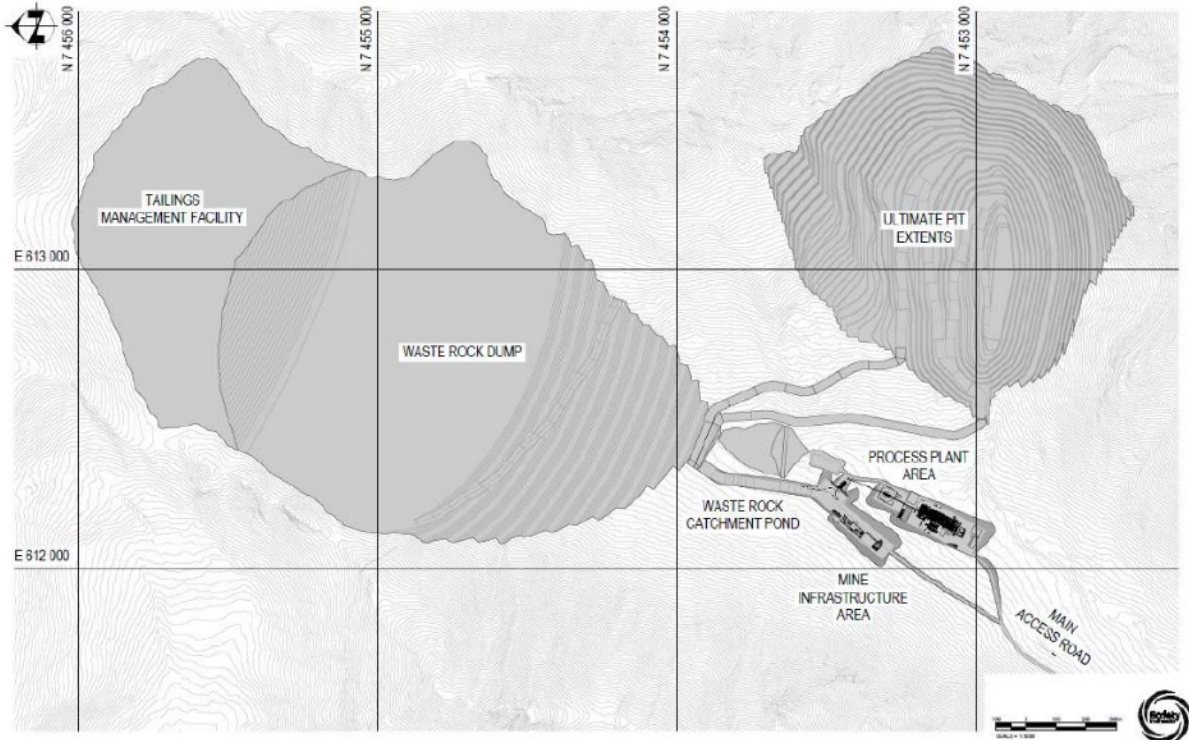 Z
N 7 456 000
N 7 455 000
N 7 454 000
N 7 453 000
TAILINGS
MANAGEMENT FACILITY
ULTIMATE PIT
EXTENTS
E 613 000
WASTE ROCK DUMP
PROCESS PLANT
AREA
WASTE ROCK
CATCHMENT POND
E 612 000
MINE
INFRASTRUCTURE
AREA
MAIN
ACCESS ROAD
Safety